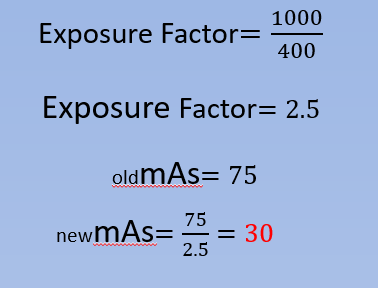 Exposure Factor= 1000/400
Exposure Factor= 2.5
oldmAs= 75
newmAs= 75/2.5 = 30